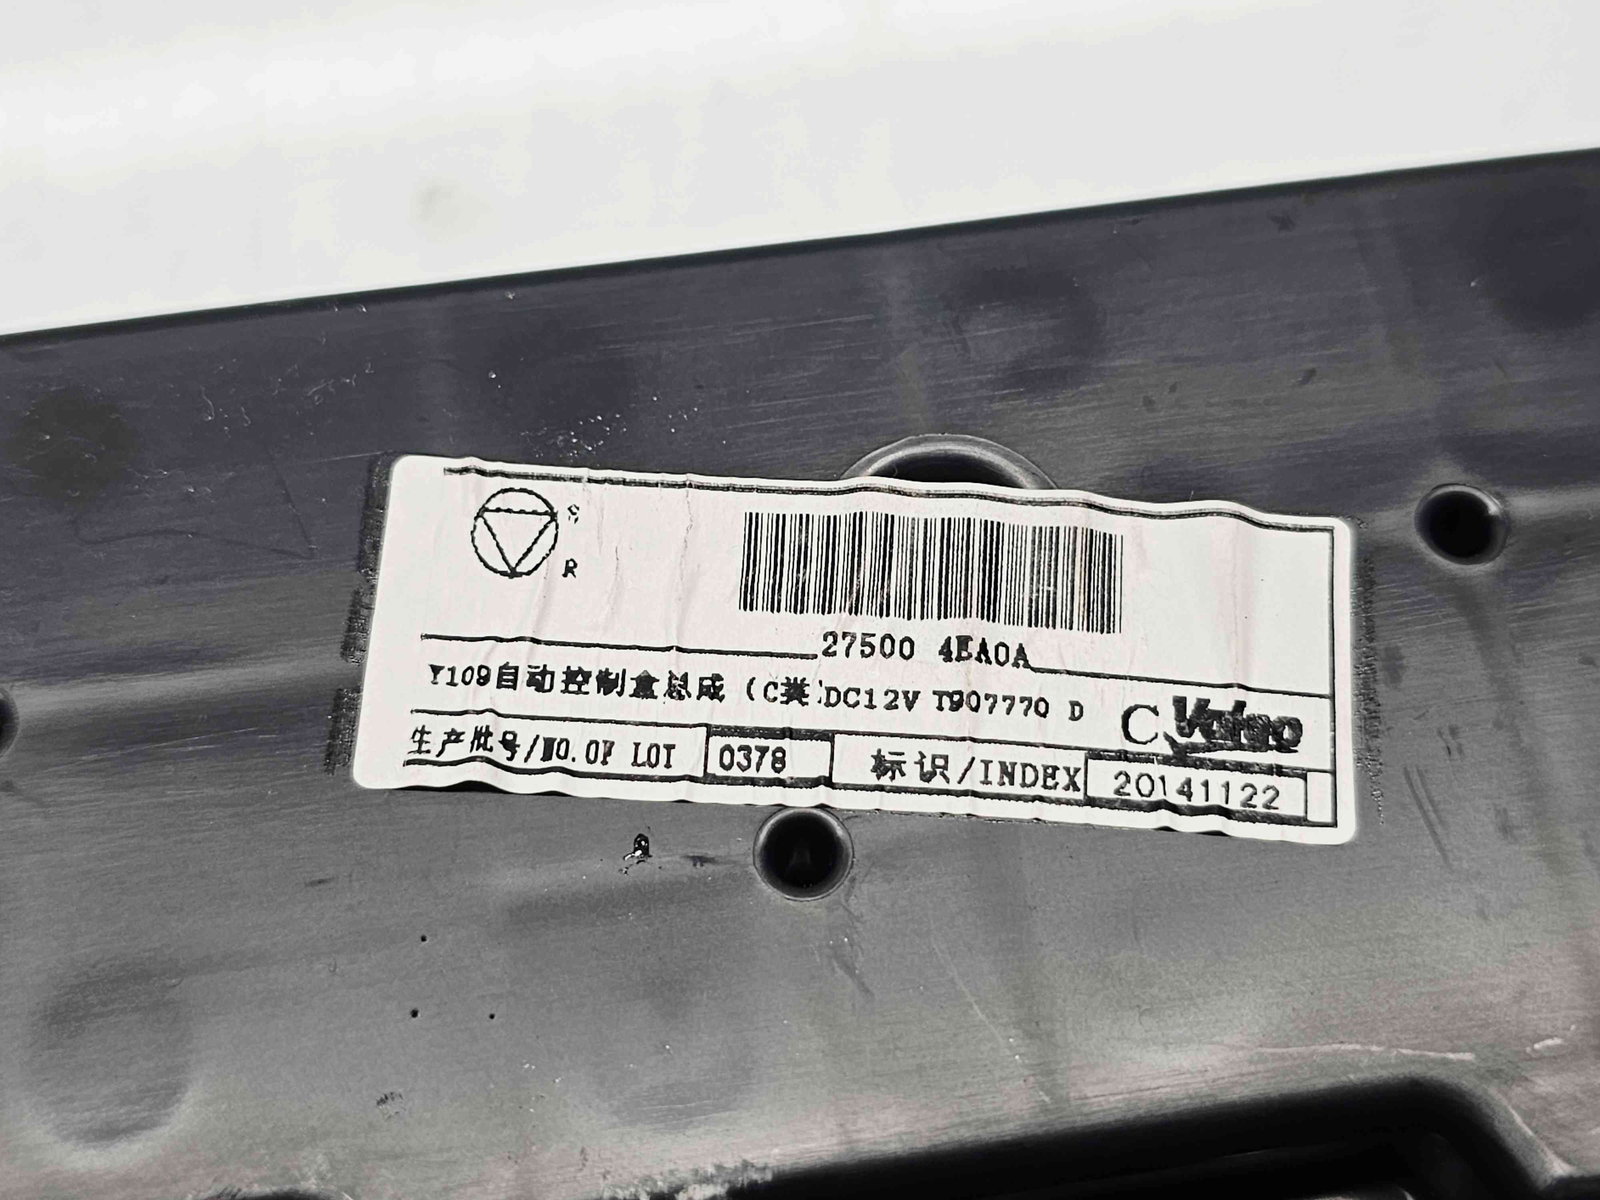 S
R
27500 4EA0A
Y109自动控制盒总成（C类 DC12V T907770 D
C Valeo
生产批号/NO.OF LOT 0378 标识/INDEX 20141122